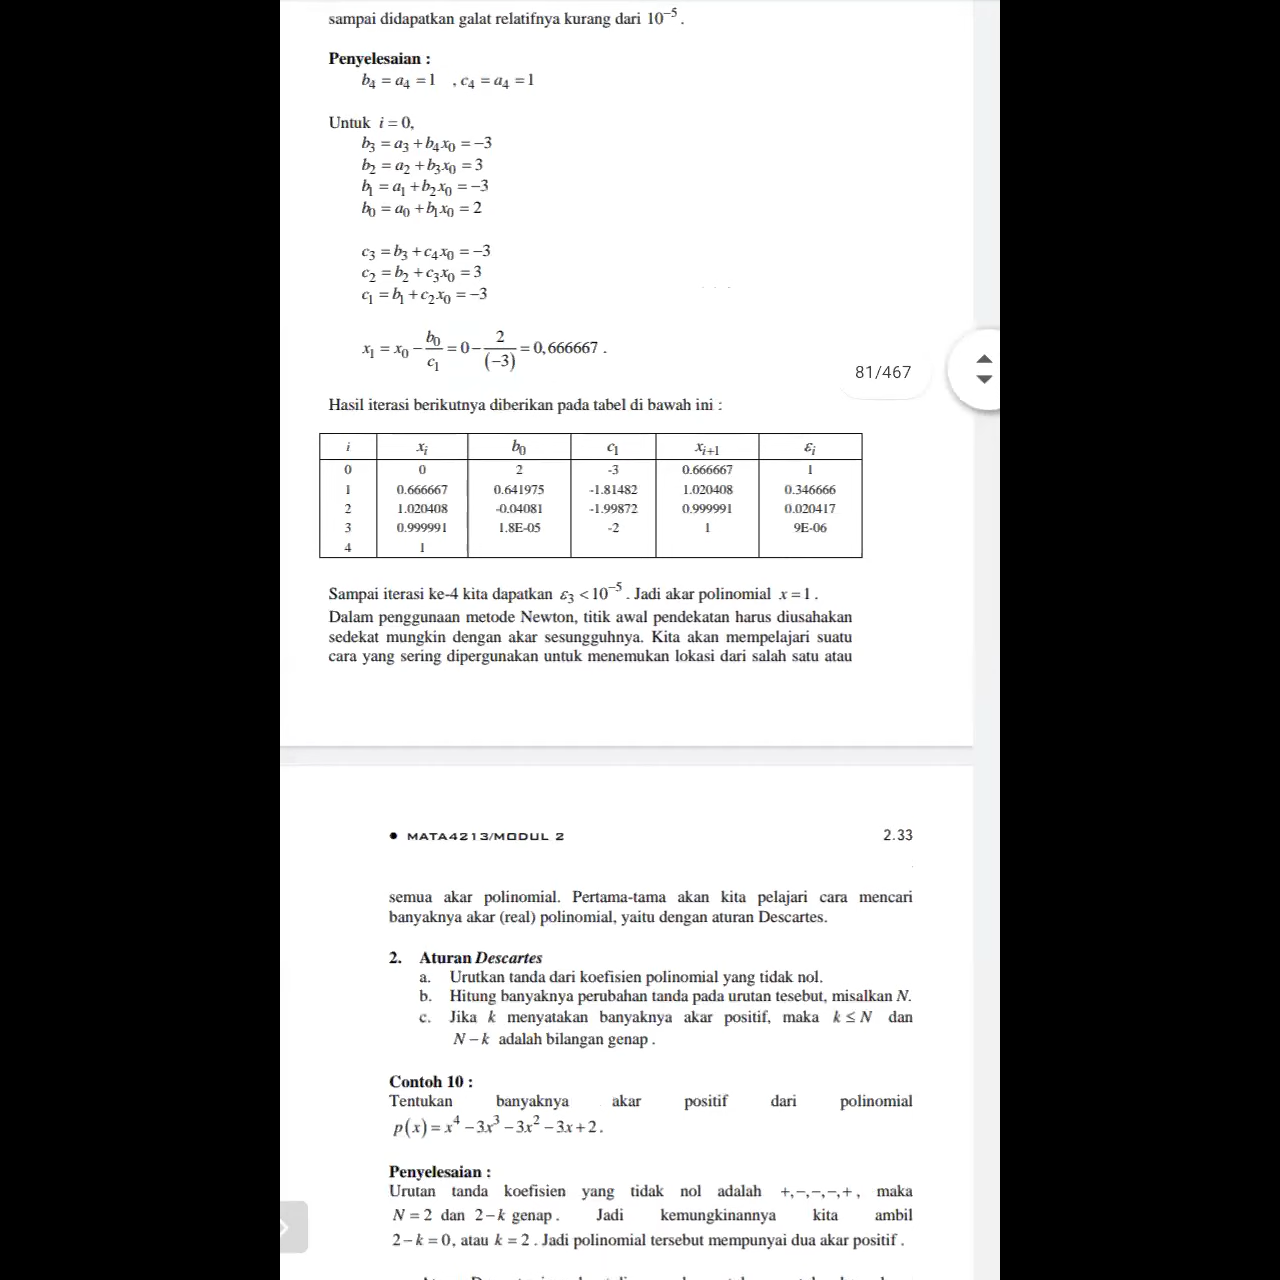 sampai didapatkan galat relatifnya kurang dari 10⁻⁵ .
Penyelesaian :
b₄ = a₄ = 1 , c₄ = a₄ = 1
Untuk i = 0,
b₃ = a₃ + b₄x₀ = −3
b₂ = a₂ + b₃x₀ = 3
b₁ = a₁ + b₂x₀ = −3
b₀ = a₀ + b₁x₀ = 2
c₃ = b₃ + c₄x₀ = −3
c₂ = b₂ + c₃x₀ = 3
c₁ = b₁ + c₂x₀ = −3
x₁ = x₀ − b₀/c₁ = 0 − 2/(−3) = 0,666667 .
81/467
Hasil iterasi berikutnya diberikan pada tabel di bawah ini :
i xᵢ b₀ c₁ xᵢ₊₁ εᵢ
0 0 2 -3 0.666667 1
1 0.666667 0.641975 -1.81482 1.020408 0.346666
2 1.020408 -0.04081 -1.99872 0.999991 0.020417
3 0.999991 1.8E-05 -2 1 9E-06
4 1
Sampai iterasi ke-4 kita dapatkan ε₃ < 10⁻⁵ . Jadi akar polinomial x = 1 .
Dalam penggunaan metode Newton, titik awal pendekatan harus diusahakan
sedekat mungkin dengan akar sesungguhnya. Kita akan mempelajari suatu
cara yang sering dipergunakan untuk menemukan lokasi dari salah satu atau
● MATA4213/MODUL 2 2.33
semua akar polinomial. Pertama-tama akan kita pelajari cara mencari
banyaknya akar (real) polinomial, yaitu dengan aturan Descartes.
2. Aturan Descartes
a. Urutkan tanda dari koefisien polinomial yang tidak nol.
b. Hitung banyaknya perubahan tanda pada urutan tesebut, misalkan N.
c. Jika k menyatakan banyaknya akar positif, maka k ≤ N dan
N − k adalah bilangan genap .
Contoh 10 :
Tentukan banyaknya akar positif dari polinomial
p(x) = x⁴ − 3x³ − 3x² − 3x + 2 .
Penyelesaian :
Urutan tanda koefisien yang tidak nol adalah +,−,−,−,+ , maka
N = 2 dan 2 − k genap . Jadi kemungkinannya kita ambil
2 − k = 0, atau k = 2 . Jadi polinomial tersebut mempunyai dua akar positif .